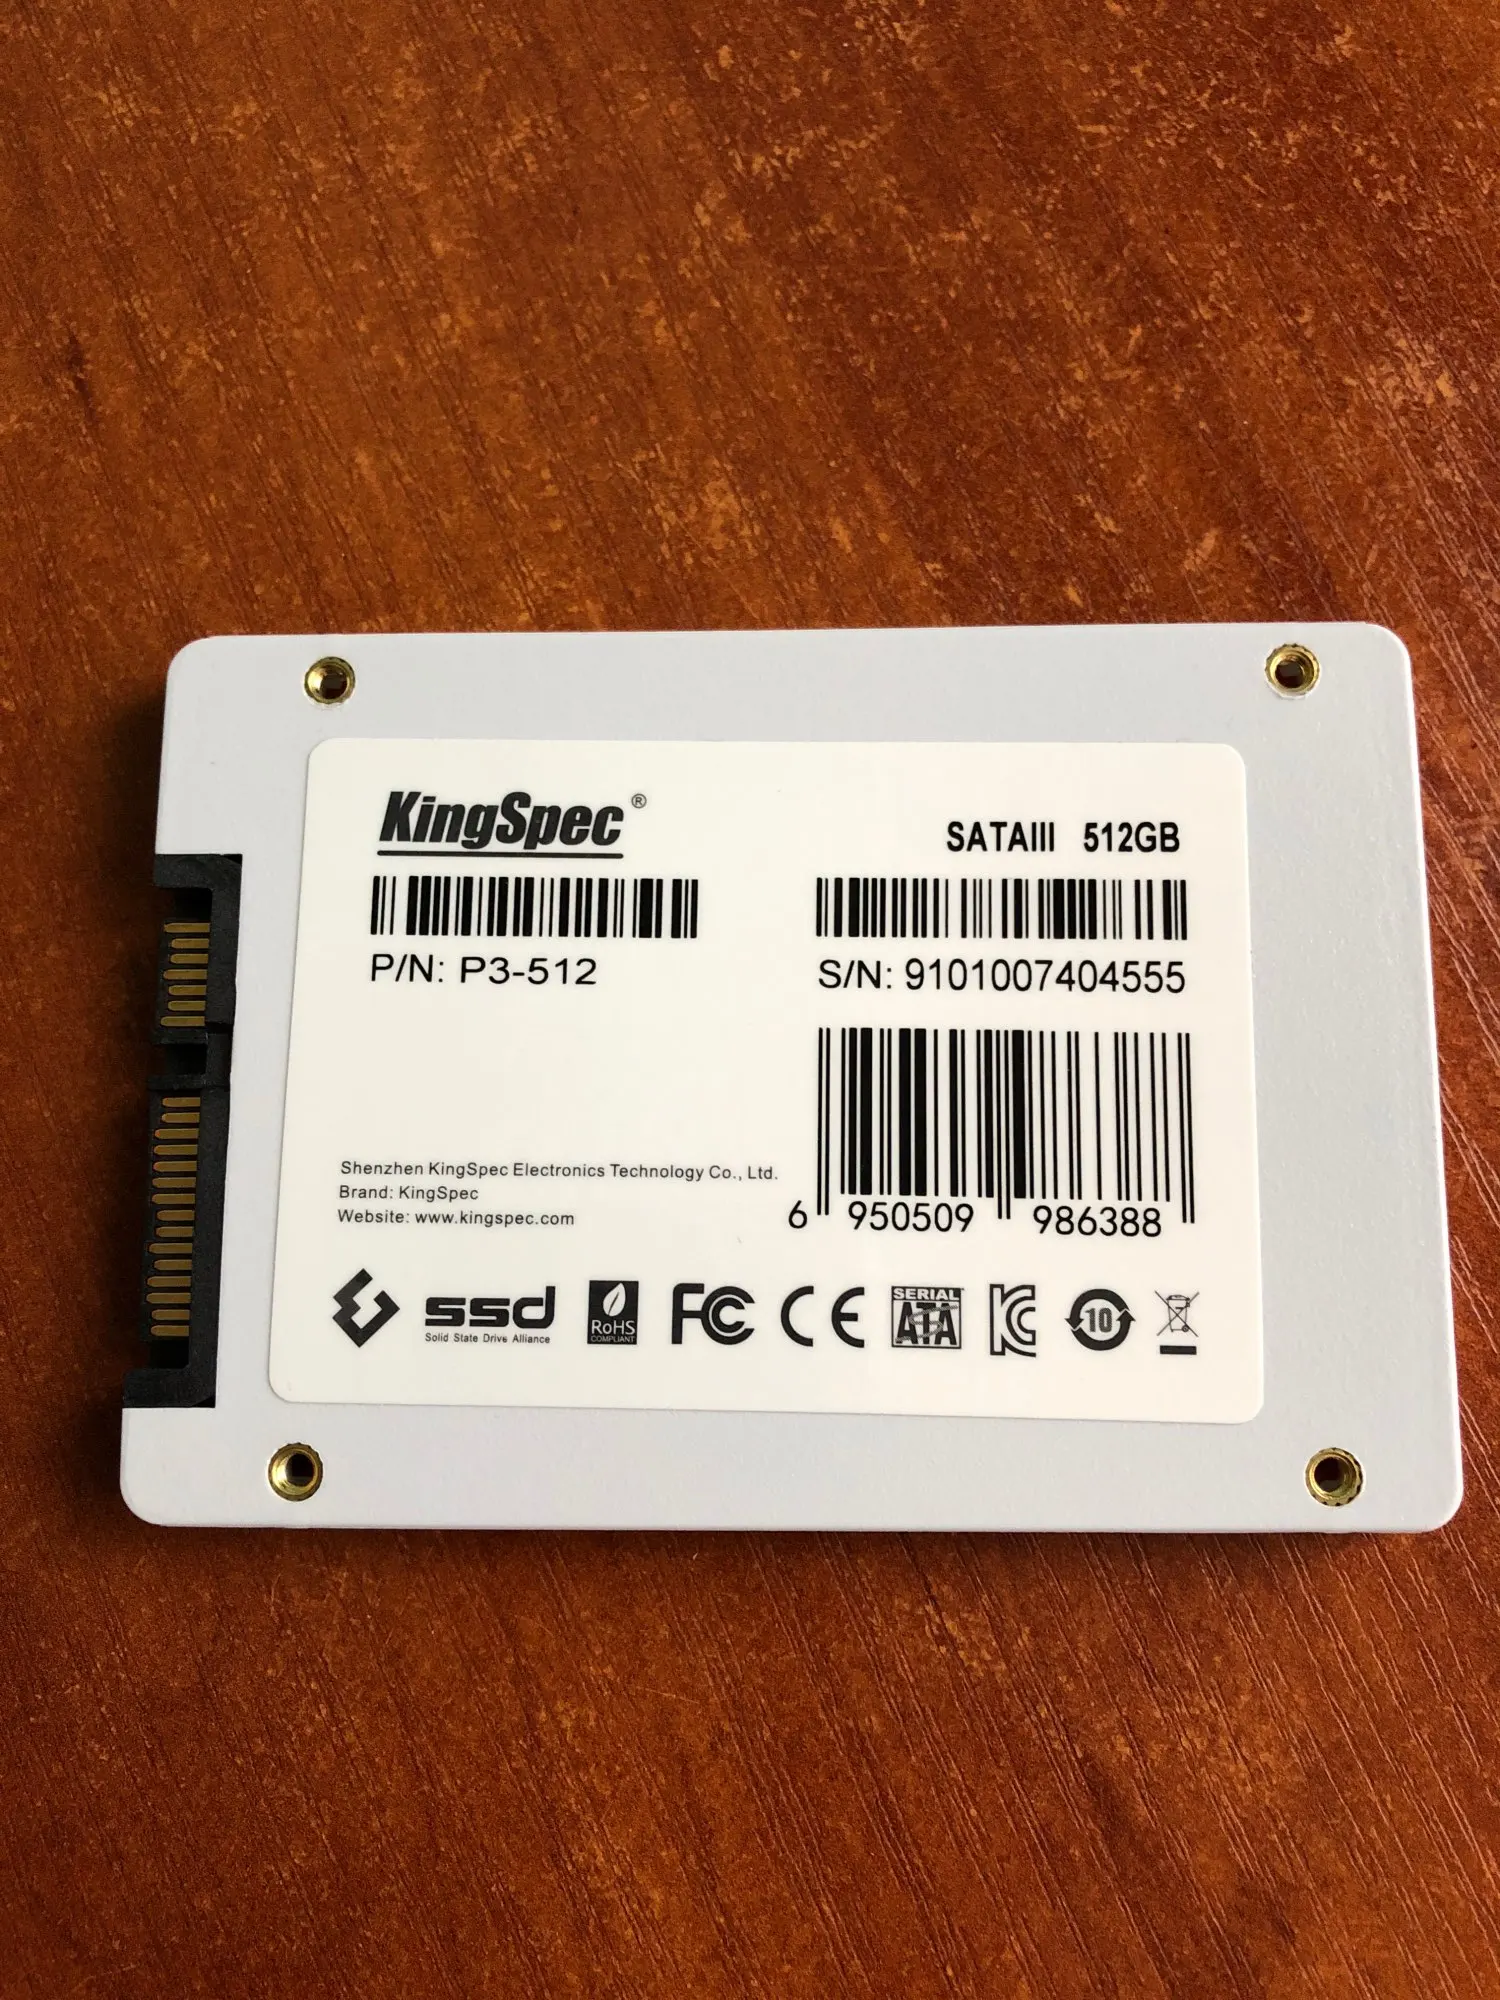 KingSpec®
SATAIII 512GB
P/N: P3-512
S/N: 9101007404555
Shenzhen KingSpec Electronics Technology Co., Ltd.
Brand: KingSpec
Website: www.kingspec.com
6 950509 986388
ssd
Solid State Drive Alliance
RoHS
COMPLIANT
FC
CE
SERIAL
ATA
KC
10